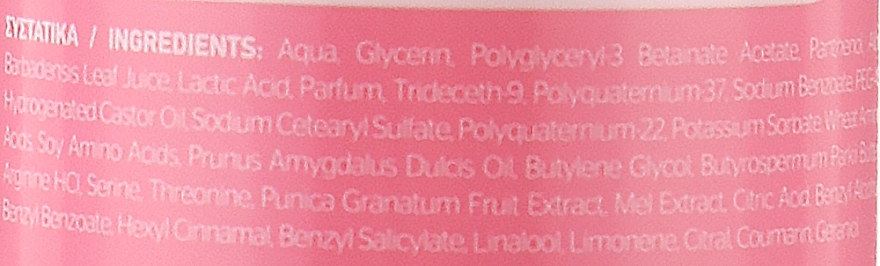 ΣΥΣΤΑΤΙΚΑ / INGREDIENTS: Aqua, Glycerin, Polyglyceryl-3 Betainate Acetate, Panthenol,
Barbadensis Leaf Juice, Lactic Acid, Parfum, Trideceth-9, Polyquaternium-37, Sodium Benzoate,
Hydrogenated Castor Oil, Sodium Cetearyl Sulfate, Polyquaternium-22, Potassium Sorbate, Wheat
Acids, Soy Amino Acids, Prunus Amygdalus Dulcis Oil, Butylene Glycol, Butyrospermum Parkii
Arginine HCl, Serine, Threonine, Punica Granatum Fruit Extract, Mel Extract, Citric Acid, Benzyl
Benzyl Benzoate, Hexyl Cinnamal, Benzyl Salicylate, Linalool, Limonene, Citral, Coumarin, Geraniol